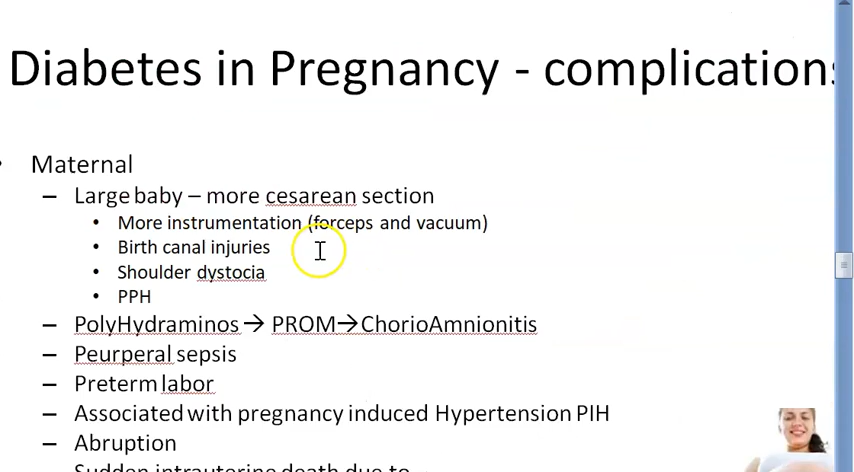 Diabetes in Pregnancy - complications
• Maternal
– Large baby – more cesarean section
• More instrumentation (forceps and vacuum)
• Birth canal injuries
• Shoulder dystocia
• PPH
– PolyHydraminos → PROM→ChorioAmnionitis
– Peurperal sepsis
– Preterm labor
– Associated with pregnancy induced Hypertension PIH
– Abruption
Sudden intrauterine death due to